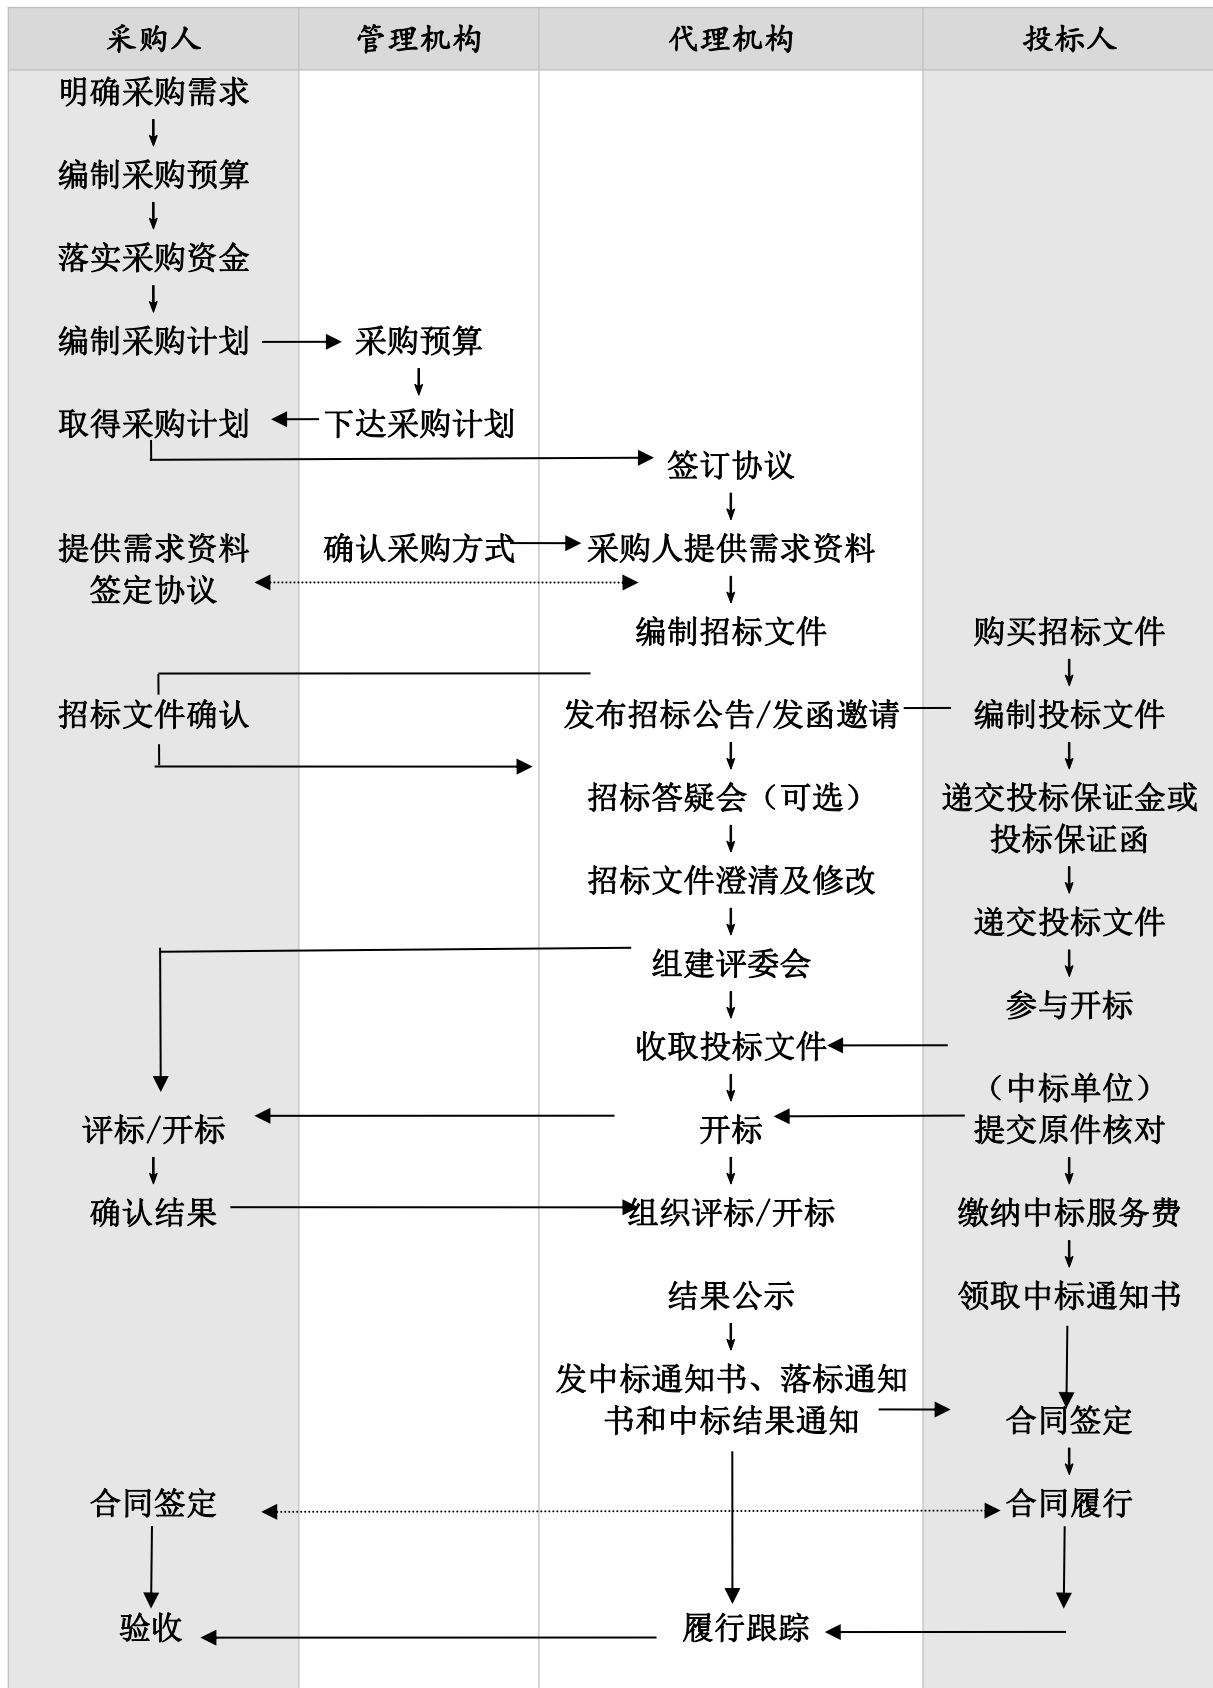 采购人 管理机构 代理机构 投标人
明确采购需求
编制采购预算
落实采购资金
编制采购计划 采购预算
取得采购计划 下达采购计划
签订协议
提供需求资料 确认采购方式 采购人提供需求资料
签定协议
编制招标文件 购买招标文件
招标文件确认 发布招标公告/发函邀请 编制投标文件
招标答疑会（可选） 递交投标保证金或
投标保证函
招标文件澄清及修改
递交投标文件
组建评委会
参与开标
收取投标文件
（中标单位）
评标/开标 开标 提交原件核对
确认结果 组织评标/开标 缴纳中标服务费
结果公示 领取中标通知书
发中标通知书、落标通知
书和中标结果通知 合同签定
合同签定 合同履行
验收 履行跟踪